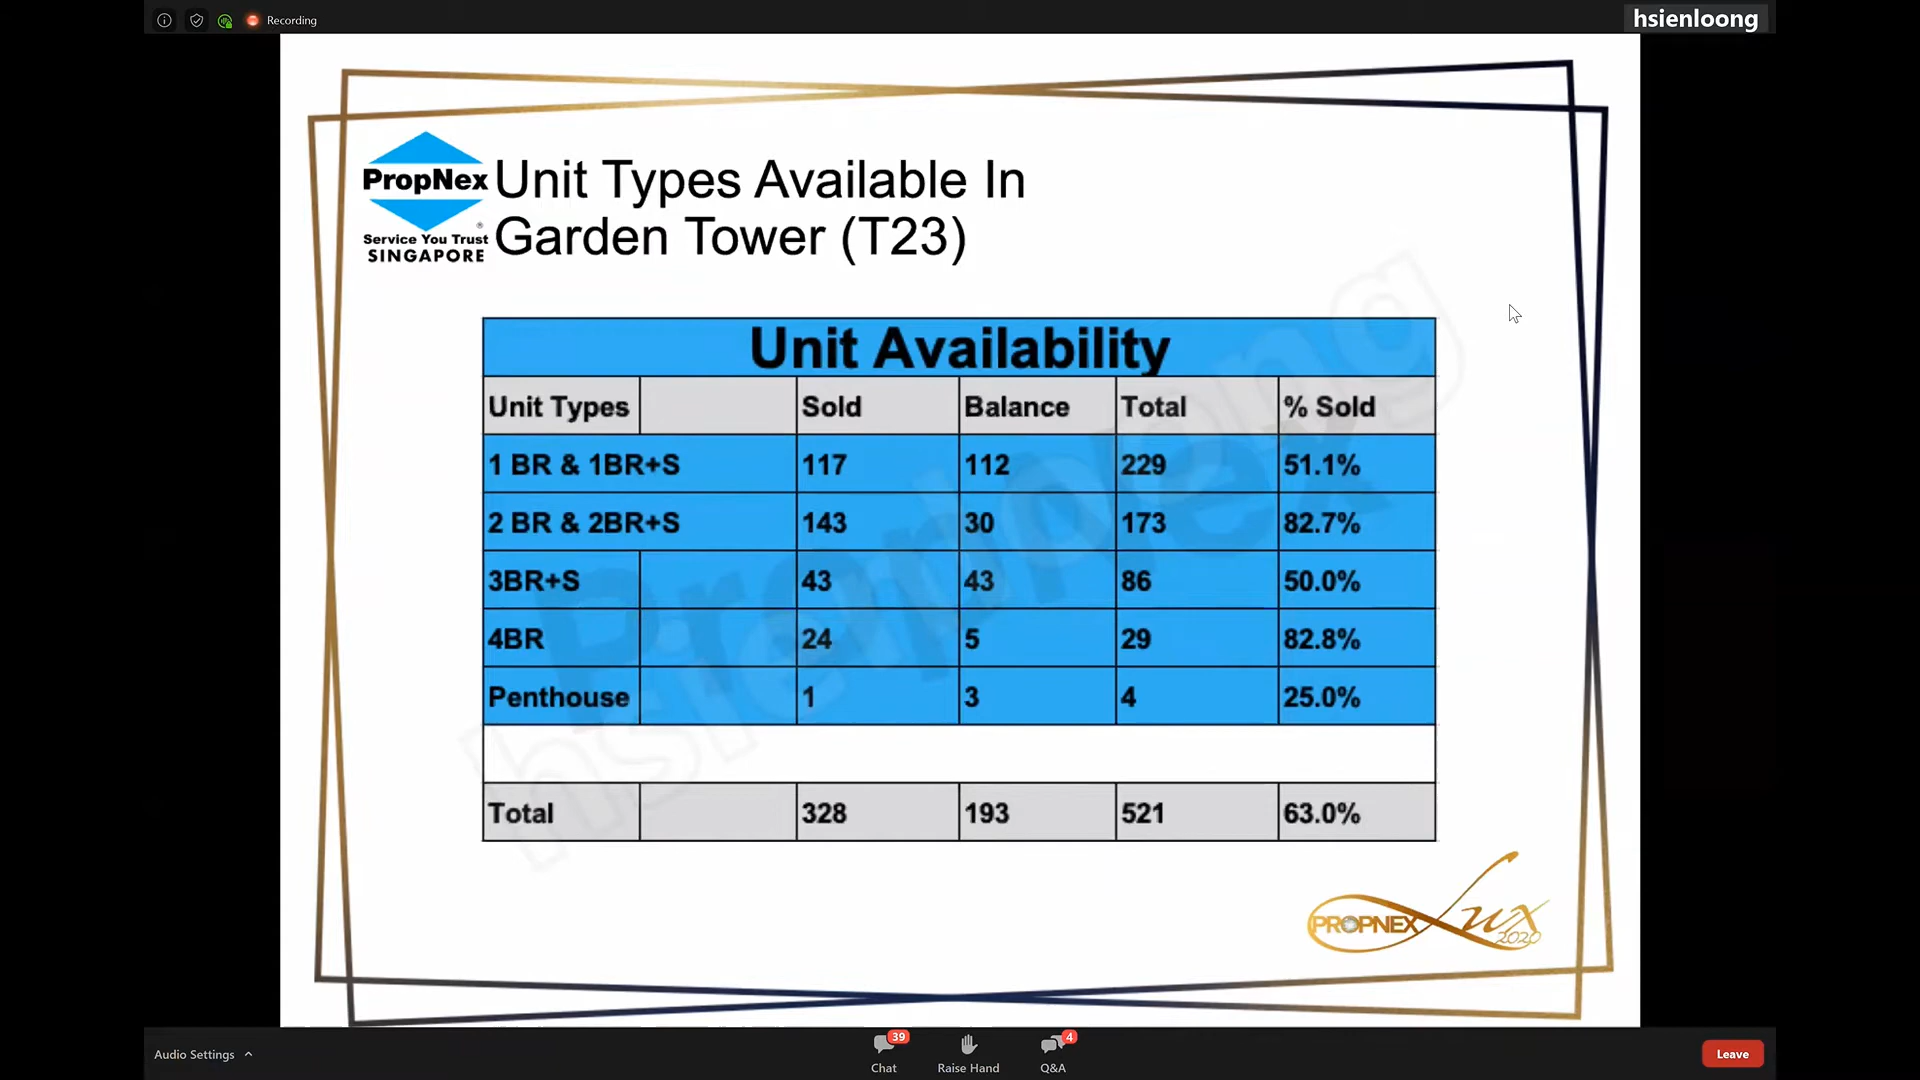 Recording
hsienloong
PropNex
Service You Trust
SINGAPORE
Unit Types Available In
Garden Tower (T23)
Unit Availability
Unit Types Sold Balance Total % Sold
1 BR & 1BR+S 117 112 229 51.1%
2 BR & 2BR+S 143 30 173 82.7%
3BR+S 43 43 86 50.0%
4BR 24 5 29 82.8%
Penthouse 1 3 4 25.0%
Total 328 193 521 63.0%
PropNex
hsienloong
PROPNEX Lux
2020
Audio Settings
39
Chat
Raise Hand
4
Q&A
Leave